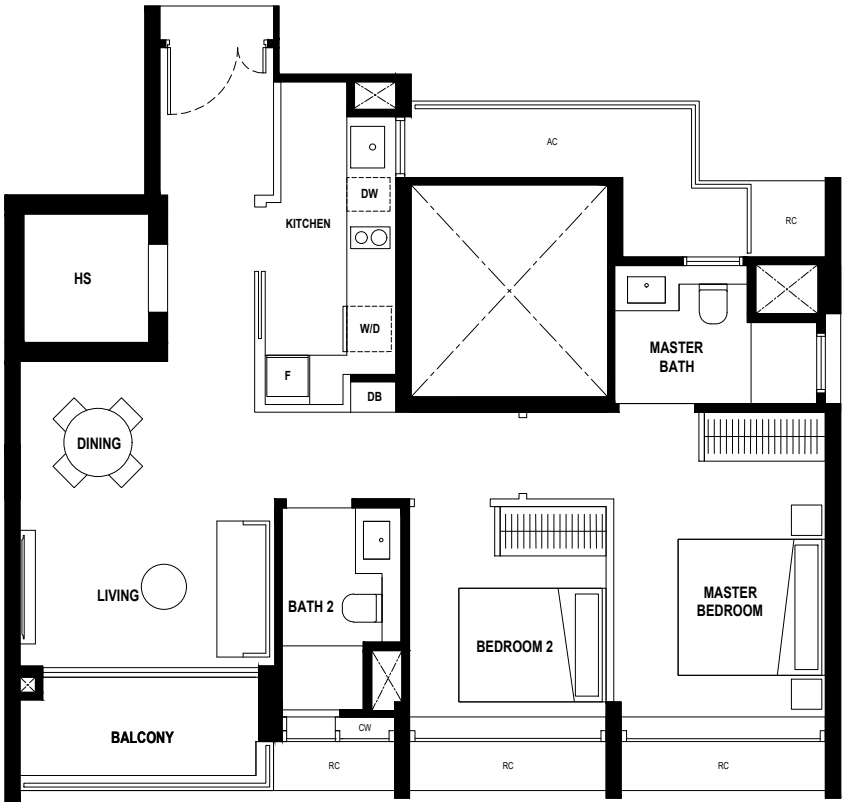 AC
DW
RC
KITCHEN
HS
W/D
MASTER
BATH
F
DB
DINING
LIVING
BATH 2
MASTER
BEDROOM
BEDROOM 2
BALCONY
CW
RC
RC
RC